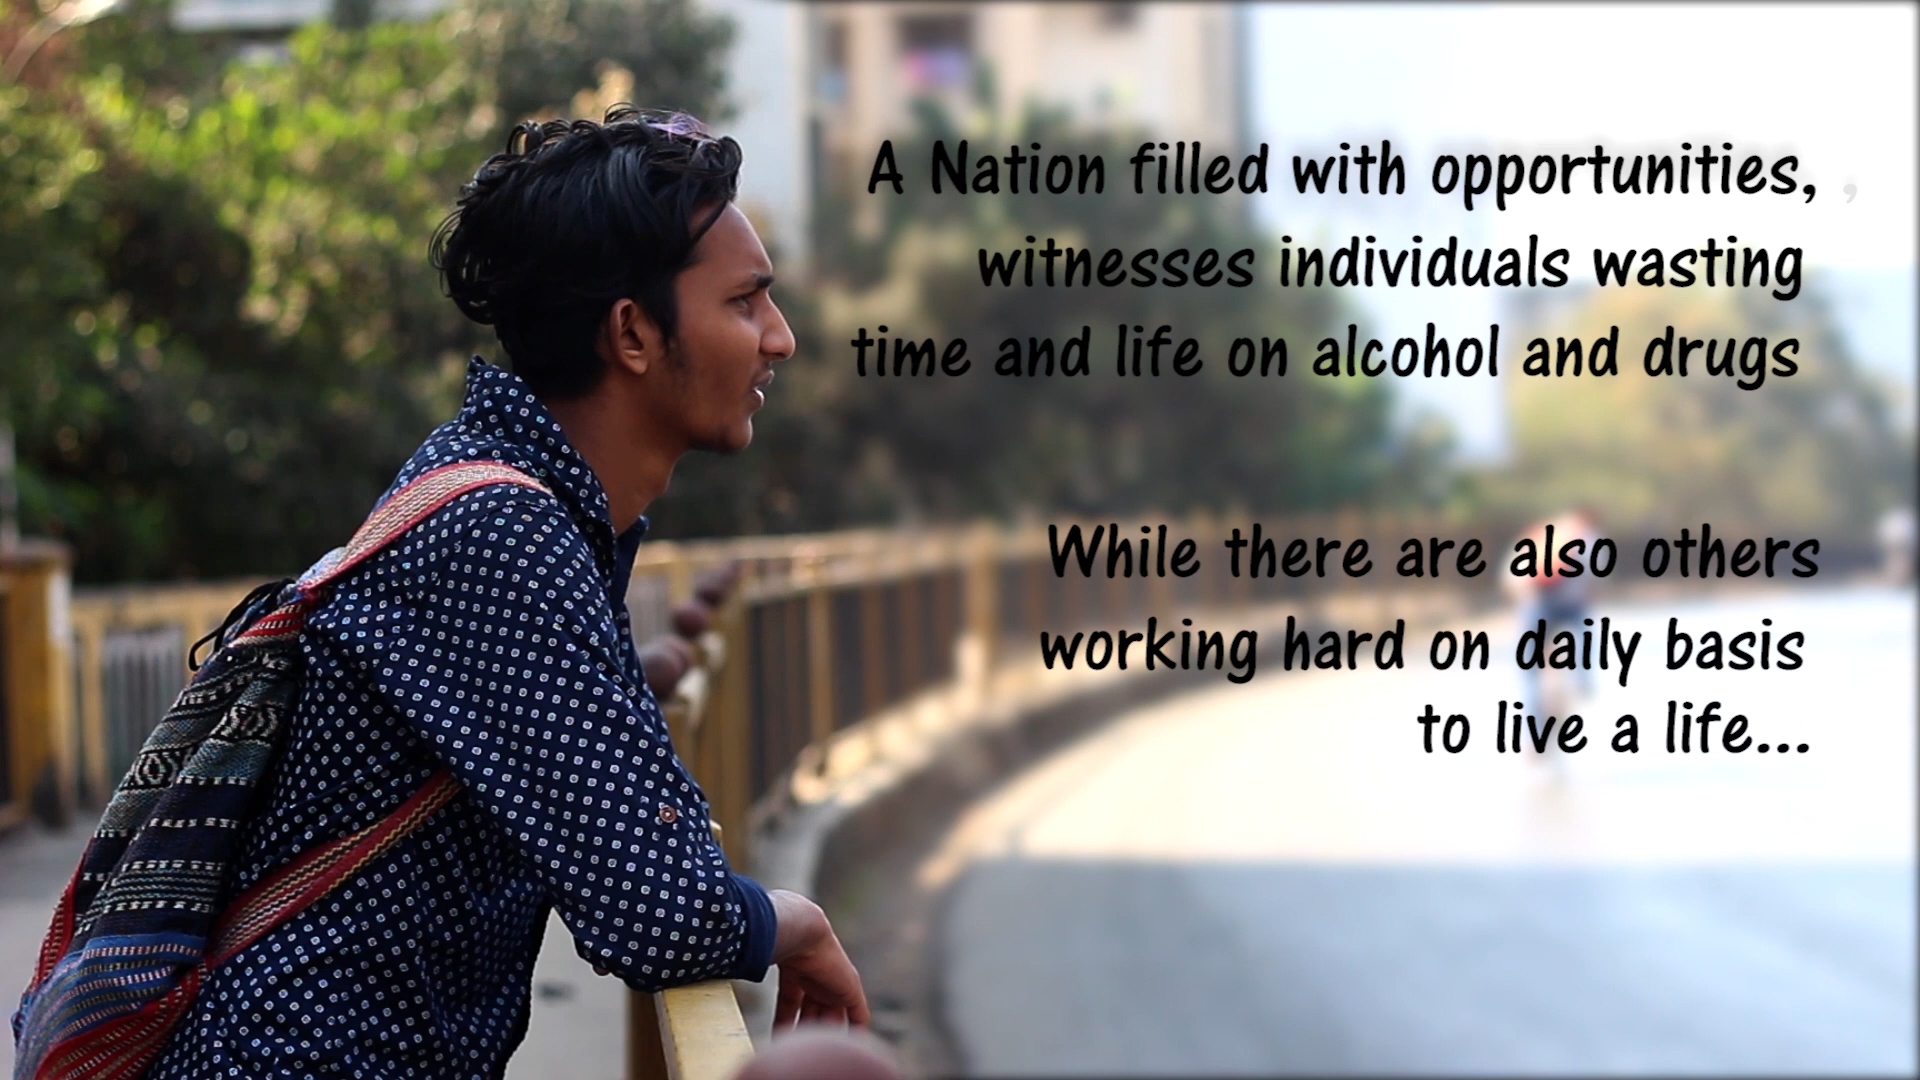 A Nation filled with opportunities,
witnesses individuals wasting
time and life on alcohol and drugs
While there are also others
working hard on daily basis
to live a life...